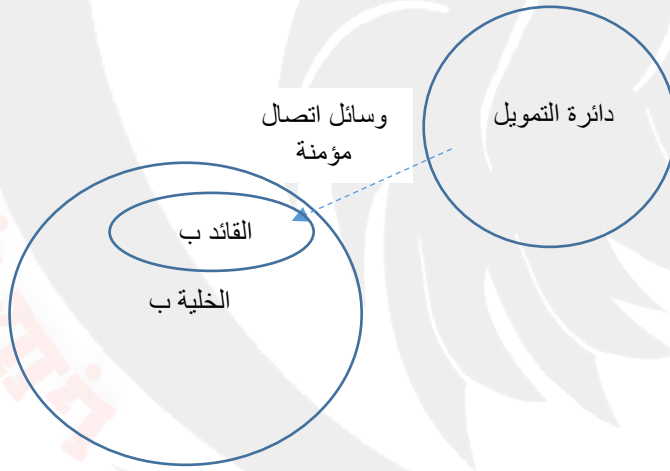 دائرة التمويل
وسائل اتصال
مؤمنة
القائد ب
الخلية ب